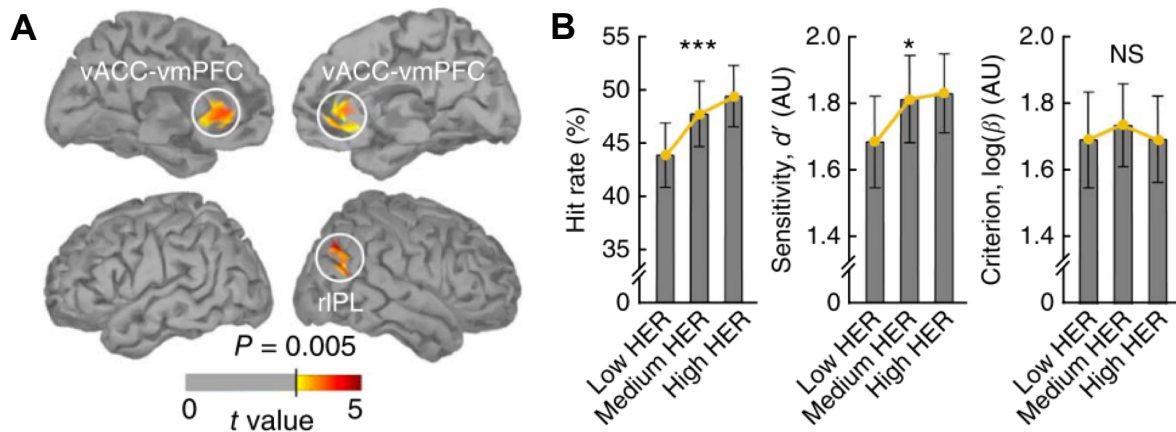 A
vACC-vmPFC
vACC-vmPFC
rIPL
P = 0.005
0
5
t value
B
Hit rate (%)
55
50
45
40
35
0
***
Low HER
Medium HER
High HER
Sensitivity, d′ (AU)
2.0
1.8
1.6
1.4
0
*
Low HER
Medium HER
High HER
Criterion, log(β) (AU)
2.0
1.8
1.6
1.4
0
NS
Low HER
Medium HER
High HER